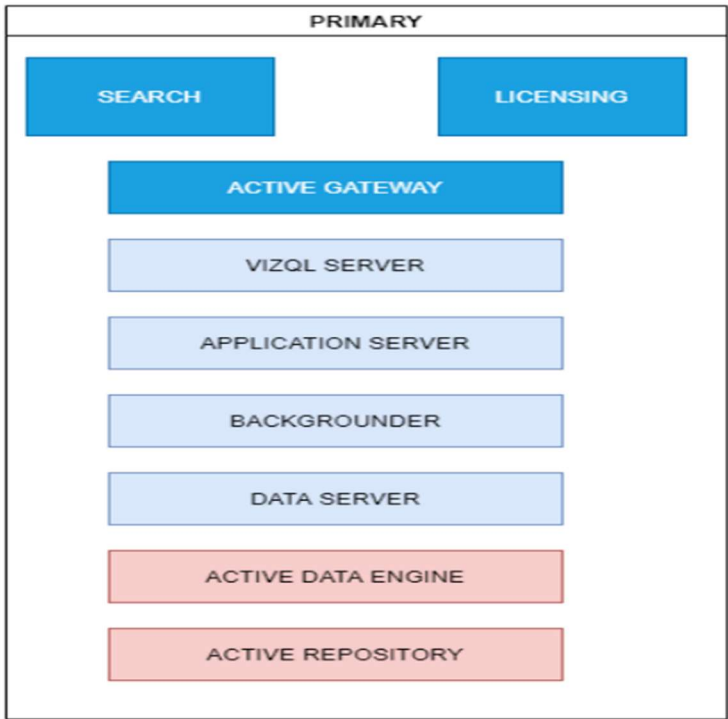 PRIMARY
SEARCH
LICENSING
ACTIVE GATEWAY
VIZQL SERVER
APPLICATION SERVER
BACKGROUNDER
DATA SERVER
ACTIVE DATA ENGINE
ACTIVE REPOSITORY